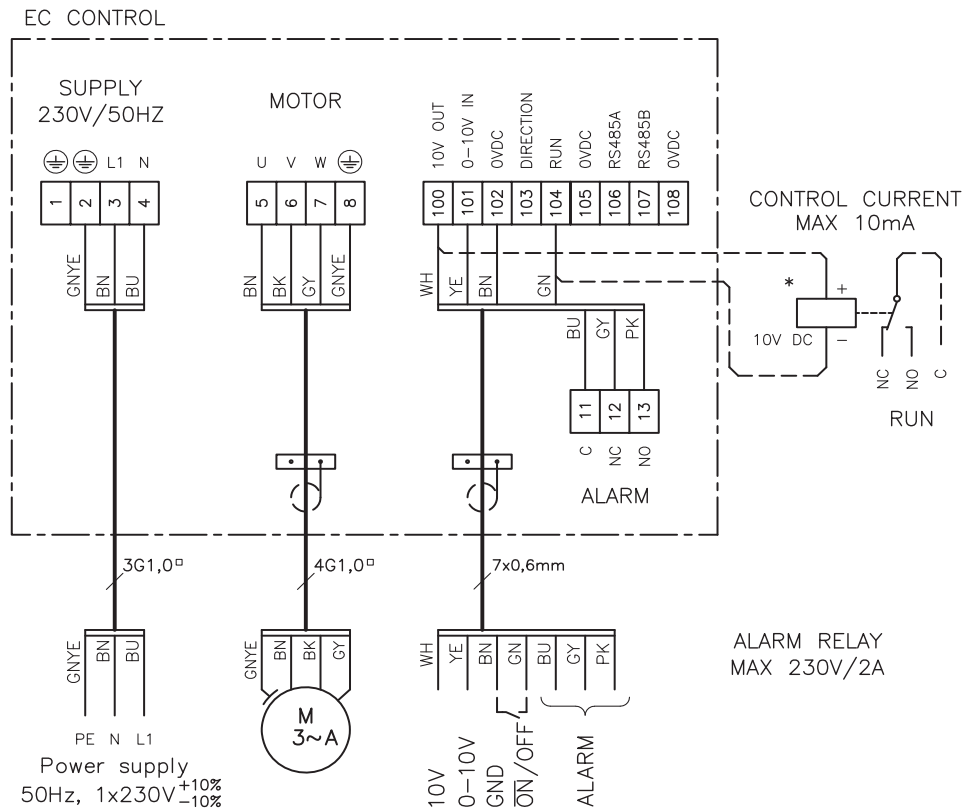 EC CONTROL
SUPPLY
230V/50HZ
MOTOR
10V OUT
0-10V IN
0VDC
DIRECTION
RUN
0VDC
RS485A
RS485B
0VDC
L1 N
U V W
1 2 3 4
5 6 7 8
100 101 102 103 104 105 106 107 108
CONTROL CURRENT
MAX 10mA
GNYE BN BU
BN BK GY GNYE
WH YE BN GN
* +
10V DC -
BU GY PK
NC NO C
RUN
11 12 13
C NC NO
ALARM
3G1,0▫
4G1,0▫
7x0,6mm
GNYE BN BU
GNYE BN BK GY
WH YE BN GN BU GY PK
ALARM RELAY
MAX 230V/2A
M
3~A
PE N L1
Power supply
50Hz, 1x230V +10%
-10%
10V
0-10V
GND
O̅N̅/OFF
ALARM